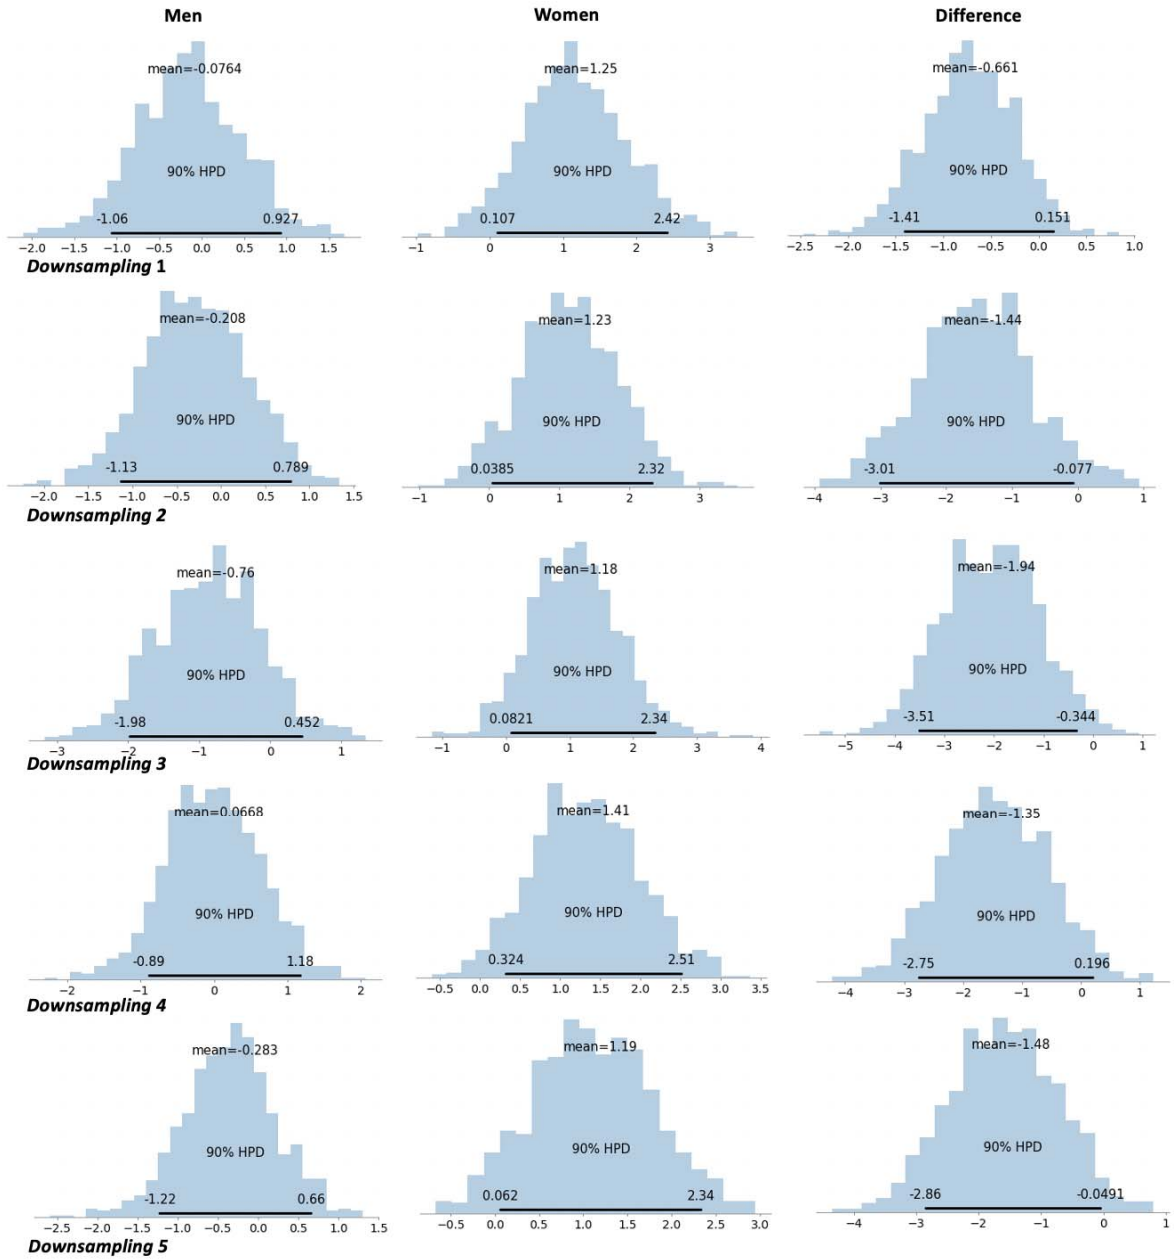 Men Women Difference
mean=-0.0764 mean=1.25 mean=-0.661
90% HPD 90% HPD 90% HPD
-1.06 0.927 0.107 2.42 -1.41 0.151
−2.0 −1.5 −1.0 −0.5 0.0 0.5 1.0 1.5 −1 0 1 2 3 −2.5 −2.0 −1.5 −1.0 −0.5 0.0 0.5 1.0
Downsampling 1
mean=-0.208 mean=1.23 mean=-1.44
90% HPD 90% HPD 90% HPD
-1.13 0.789 0.0385 2.32 -3.01 -0.077
−2.0 −1.5 −1.0 −0.5 0.0 0.5 1.0 1.5 −1 0 1 2 3 −4 −3 −2 −1 0 1
Downsampling 2
mean=-0.76 mean=1.18 mean=-1.94
90% HPD 90% HPD 90% HPD
-1.98 0.452 0.0821 2.34 -3.51 -0.344
−3 −2 −1 0 1 −1 0 1 2 3 4 −5 −4 −3 −2 −1 0 1
Downsampling 3
mean=0.0668 mean=1.41 mean=-1.35
90% HPD 90% HPD 90% HPD
-0.89 1.18 0.324 2.51 -2.75 0.196
−2 −1 0 1 2 −0.5 0.0 0.5 1.0 1.5 2.0 2.5 3.0 3.5 −4 −3 −2 −1 0 1
Downsampling 4
mean=-0.283 mean=1.19 mean=-1.48
90% HPD 90% HPD 90% HPD
-1.22 0.66 0.062 2.34 -2.86 -0.0491
−2.5 −2.0 −1.5 −1.0 −0.5 0.0 0.5 1.0 1.5 −0.5 0.0 0.5 1.0 1.5 2.0 2.5 3.0 −4 −3 −2 −1 0 1
Downsampling 5